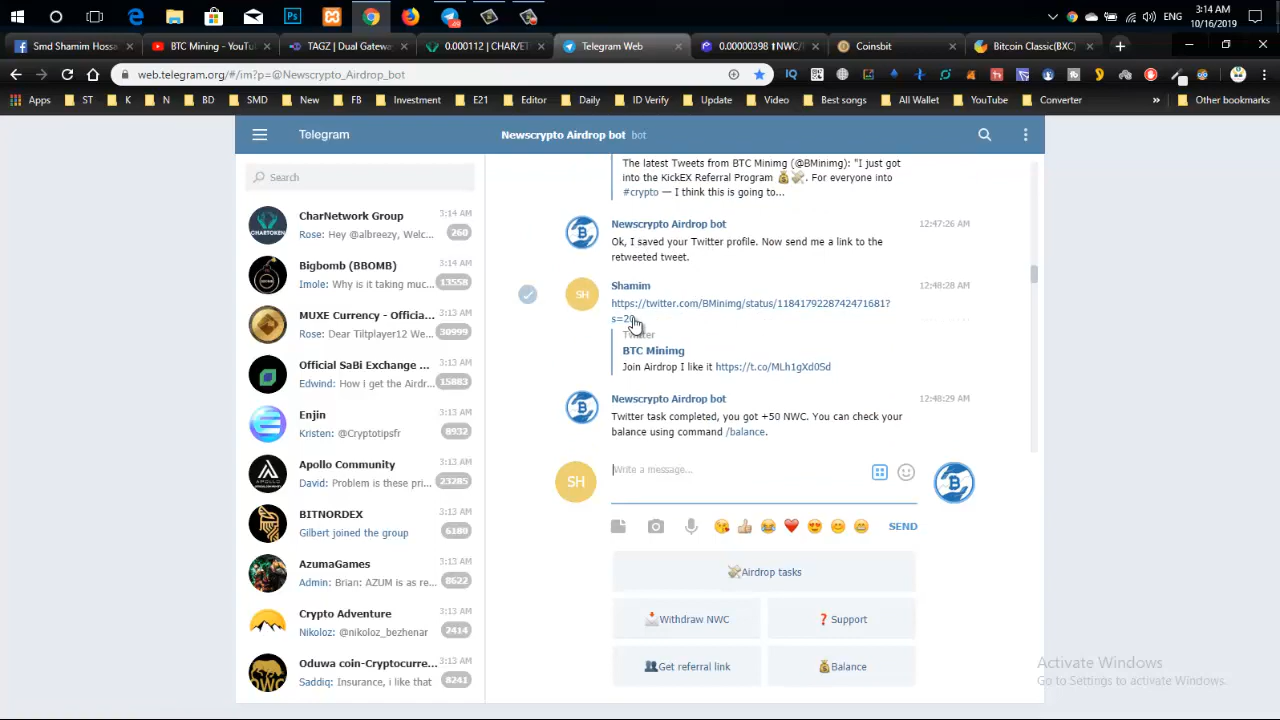 3:14 AM
ENG
10/16/2019
Smd Shamim Hossa
BTC Mining - YouTu
TAGZ | Dual Gatewa
0.000112 | CHAR/ET
Telegram Web
0.00000398 ⬆NWC/
Coinsbit
Bitcoin Classic(BXC)
web.telegram.org/#/im?p=@Newscrypto_Airdrop_bot
Apps ST K N BD SMD New FB Investment E21 Editor Daily ID Verify Update Video Best songs All Wallet YouTube Converter » Other bookmarks
Telegram
Newscrypto Airdrop bot bot
Search
CharNetwork Group 3:14 AM
Rose: Hey @albreezy, Welc... 260
Bigbomb (BBOMB) 3:14 AM
Imole: Why is it taking muc... 13558
MUXE Currency - Officia... 3:13 AM
Rose: Dear Tiltplayer12 We... 30999
Official SaBi Exchange ... 3:13 AM
Edwind: How i get the Airdr... 15883
Enjin 3:13 AM
Kristen: @Cryptotipsfr 8932
Apollo Community 3:13 AM
David: Problem is these pri... 23285
BITNORDEX 3:13 AM
Gilbert joined the group 6180
AzumaGames 3:13 AM
Admin: Brian: AZUM is as re... 8622
Crypto Adventure 3:13 AM
Nikoloz: @nikoloz_bezhenar 2414
Oduwa coin-Cryptocurre... 3:13 AM
Saddiq: Insurance, i like that 8241
The latest Tweets from BTC Minimg (@BMinimg): "I just got
into the KickEX Referral Program 💰💸. For everyone into
#crypto — I think this is going to...
Newscrypto Airdrop bot 12:47:26 AM
Ok, I saved your Twitter profile. Now send me a link to the
retweeted tweet.
SH
Shamim 12:48:28 AM
https://twitter.com/BMinimg/status/1184179228742471681?
s=20
Twitter
BTC Minimg
Join Airdrop I like it https://t.co/MLh1gXd0Sd
Newscrypto Airdrop bot 12:48:29 AM
Twitter task completed, you got +50 NWC. You can check your
balance using command /balance.
SH
Write a message...
SEND
💸Airdrop tasks
📩Withdraw NWC
❓Support
👥Get referral link
💰Balance
Activate Windows
Go to Settings to activate Windows.